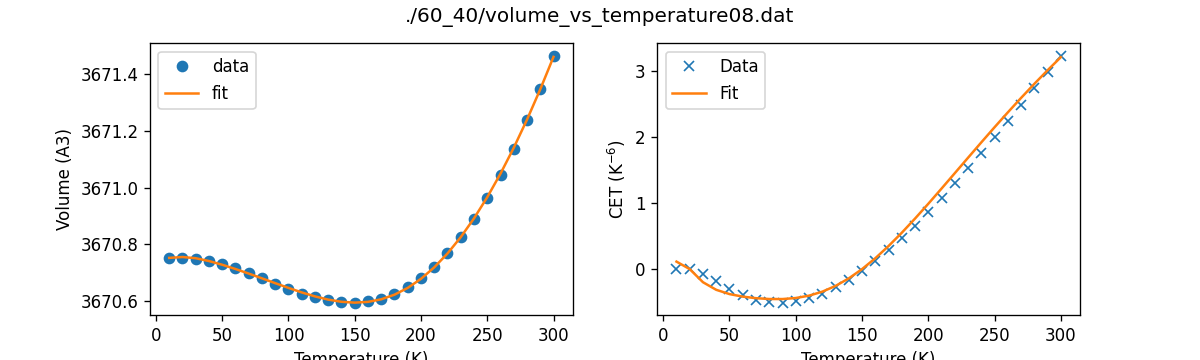 ./60_40/volume_vs_temperature08.dat
data
fit
3671.4
3671.2
3671.0
3670.8
3670.6
Volume (A3)
0
50
100
150
200
250
300
Temperature (K)
Data
Fit
3
2
1
0
CET (K⁻⁶)
0
50
100
150
200
250
300
Temperature (K)